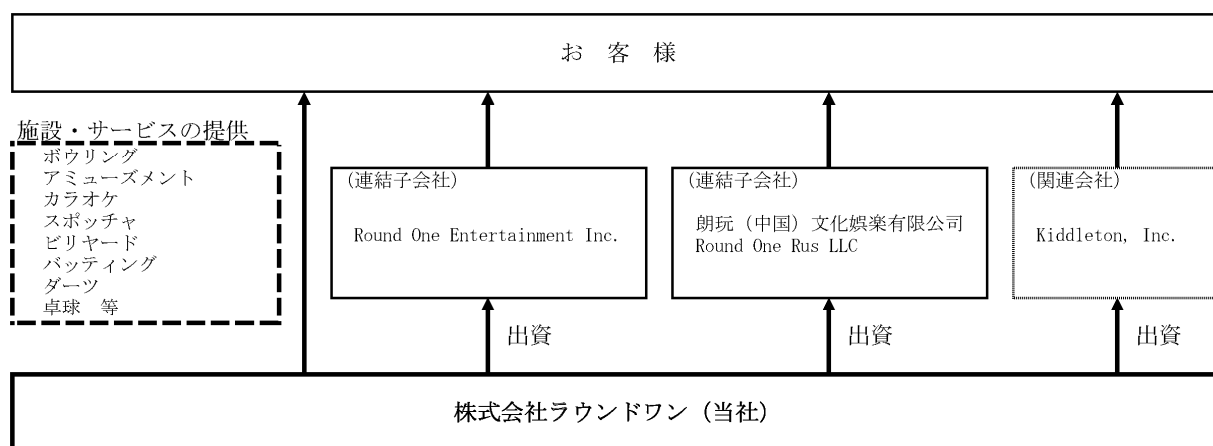 お 客 様
施設・サービスの提供
ボウリング
アミューズメント
カラオケ
スポッチャ
ビリヤード
バッティング
ダーツ
卓球 等
(連結子会社)
Round One Entertainment Inc.
(連結子会社)
朗玩（中国）文化娯楽有限公司
Round One Rus LLC
(関連会社)
Kiddleton, Inc.
出資
出資
出資
株式会社ラウンドワン（当社）